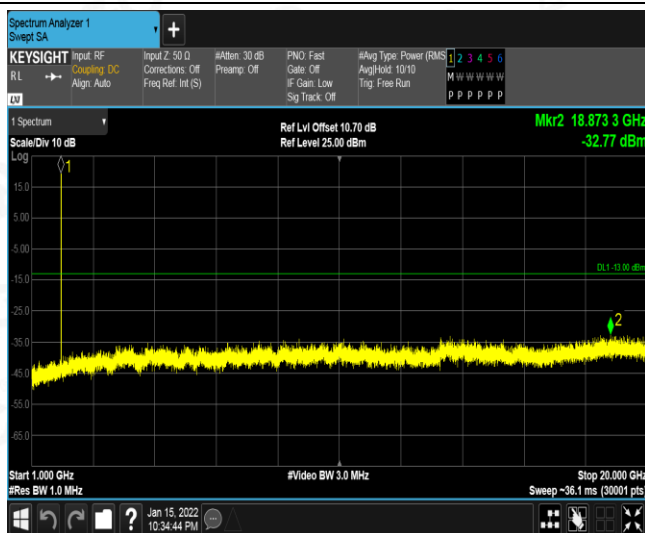 Spectrum Analyzer 1
Swept SA
KEYSIGHT
RL
LXI
Input: RF
Coupling: DC
Align: Auto
Input Z: 50 Ω
Corrections: Off
Freq Ref: Int (S)
#Atten: 30 dB
Preamp: Off
PNO: Fast
Gate: Off
IF Gain: Low
Sig Track: Off
#Avg Type: Power (RMS
Avg|Hold: 10/10
Trig: Free Run
1 2 3 4 5 6
M W W W W W
P P P P P P
1 Spectrum
Scale/Div 10 dB
Ref Lvl Offset 10.70 dB
Ref Level 25.00 dBm
Mkr2 18.873 3 GHz
-32.77 dBm
Log
1
15.0
5.00
-5.00
DL1 -13.00 dBm
-15.0
-25.0
2
-35.0
-45.0
-55.0
-65.0
Start 1.000 GHz
#Video BW 3.0 MHz
Stop 20.000 GHz
#Res BW 1.0 MHz
Sweep ~36.1 ms (30001 pts)
?
Jan 15, 2022
10:34:44 PM